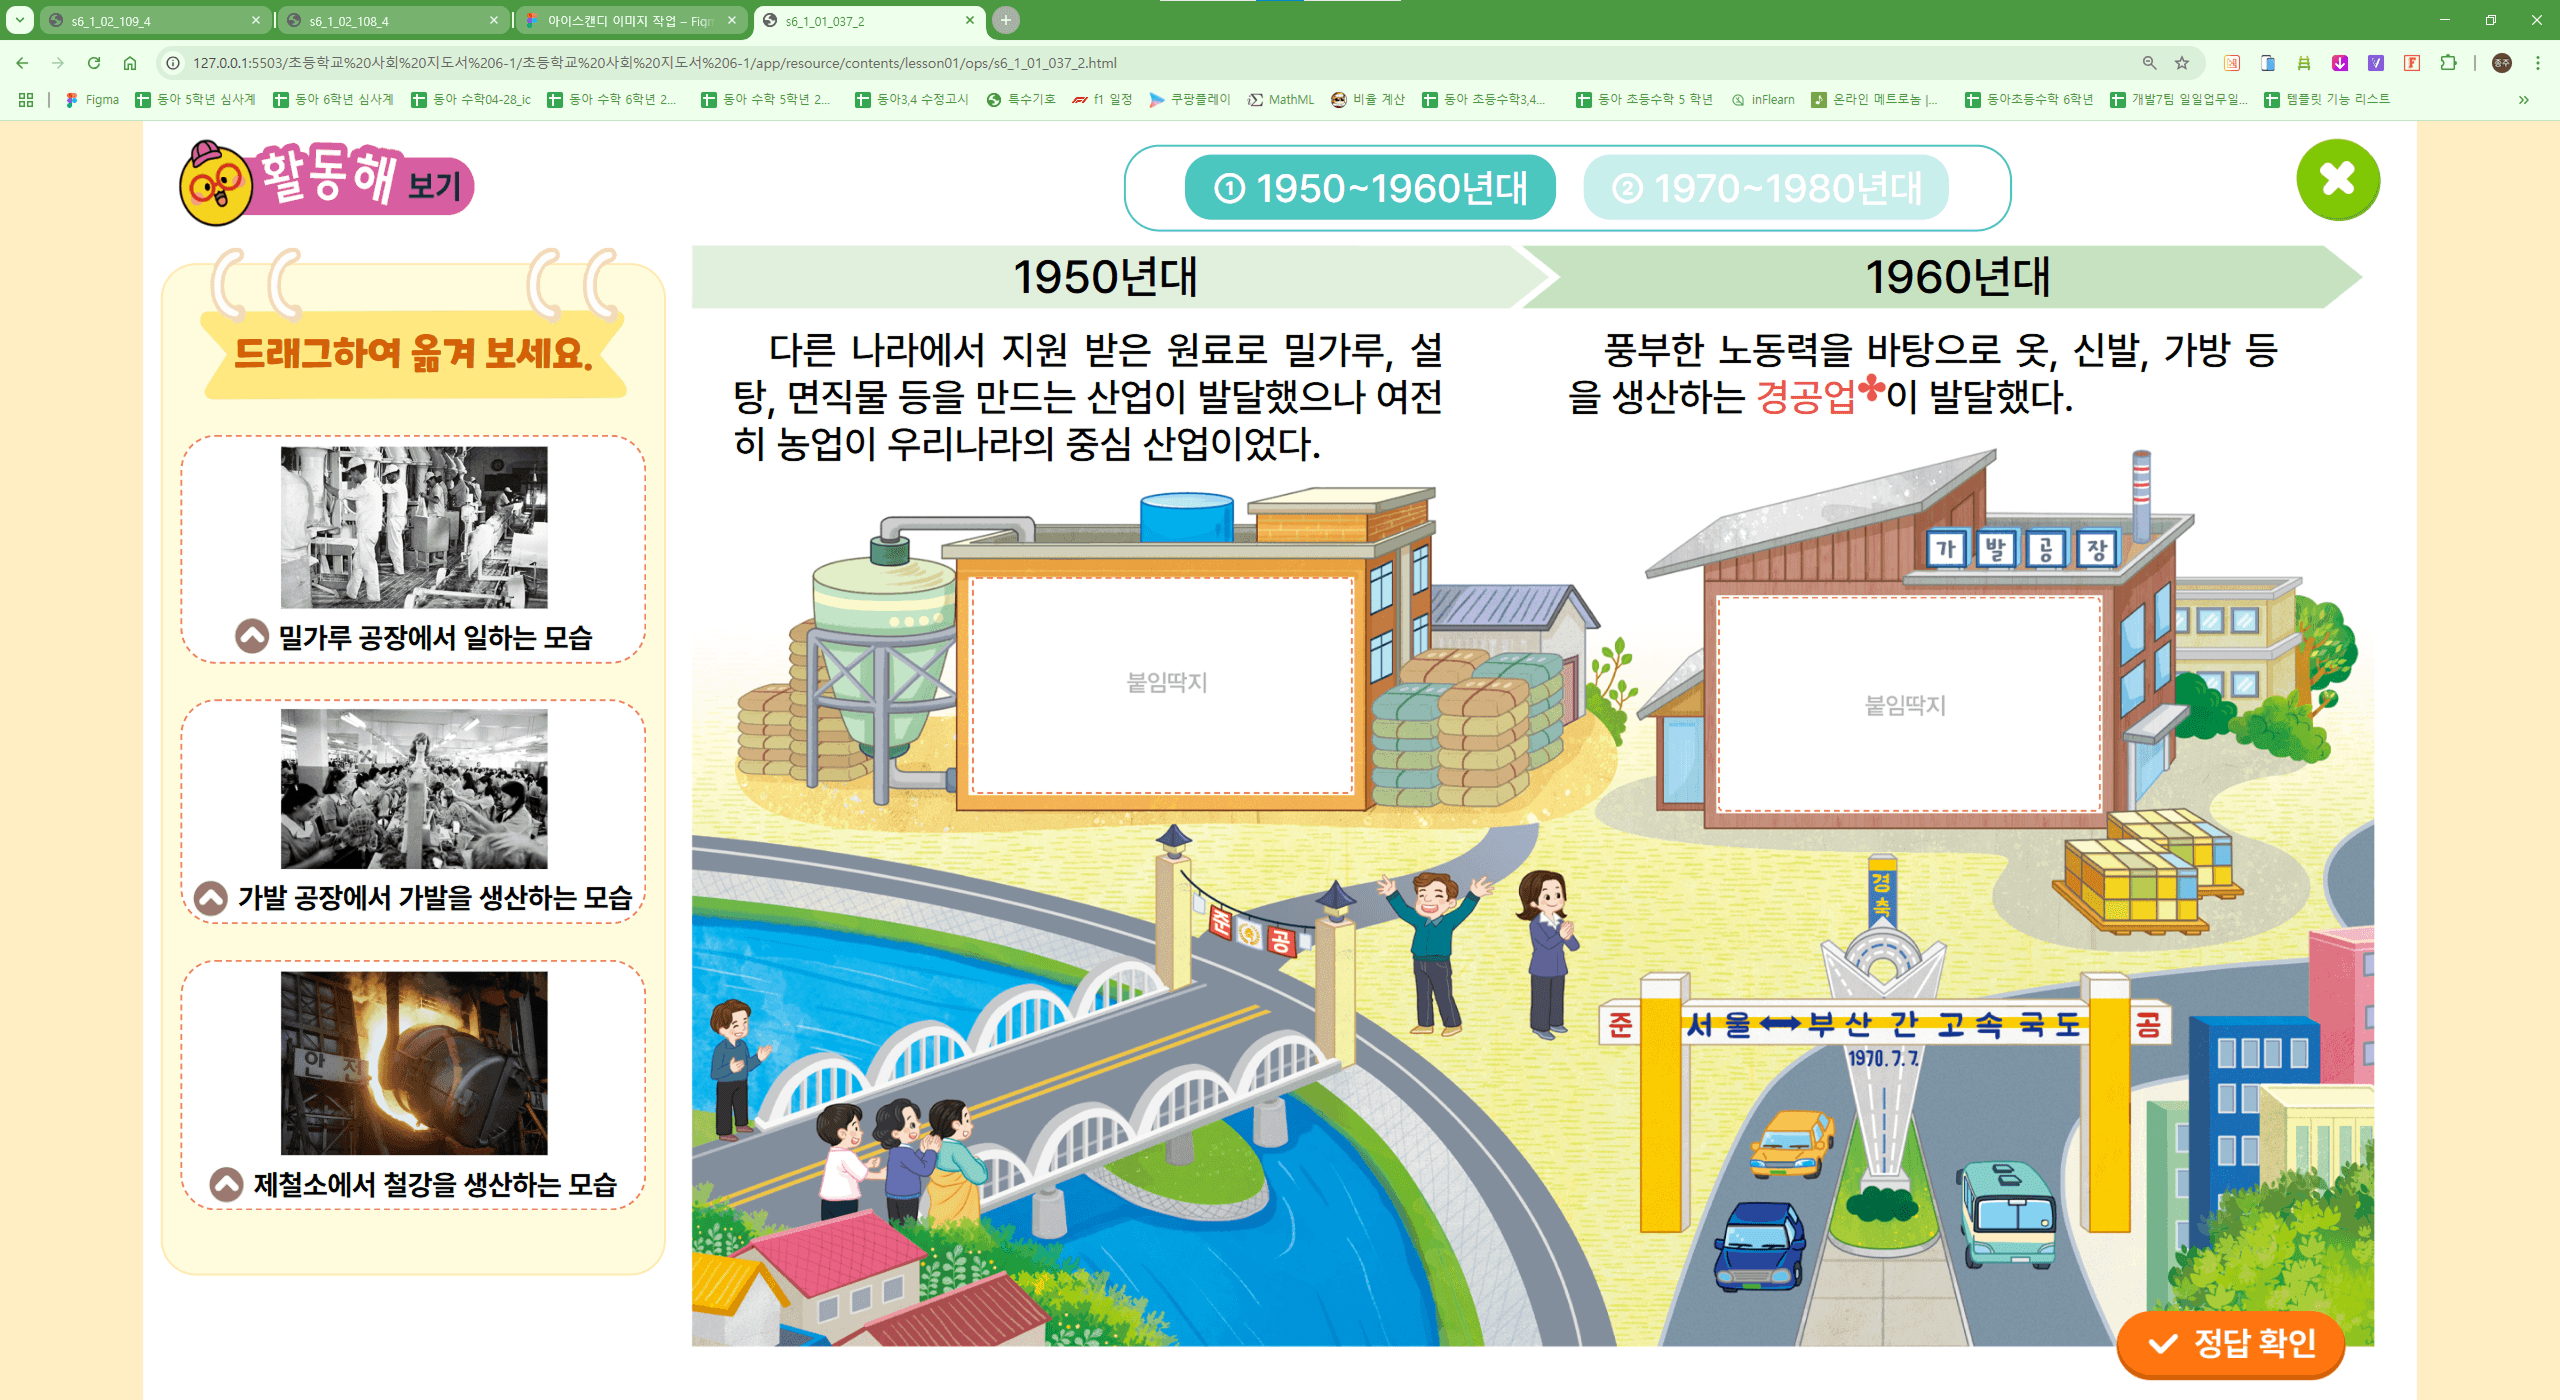 s6_1_02_109_4
s6_1_02_108_4
아이스캔디 이미지 작업 – Figm
s6_1_01_037_2
127.0.0.1:5503/초등학교%20사회%20지도서%206-1/초등학교%20사회%20지도서%206-1/app/resource/contents/lesson01/ops/s6_1_01_037_2.html
Figma
동아 5학년 심사계
동아 6학년 심사계
동아 수학04-28_ic
동아 수학 6학년 2...
동아 수학 5학년 2...
동아3,4 수정고시
특수기호
f1 일정
쿠팡플레이
MathML
비율 계산
동아 초등수학3,4...
동아 초등수학 5 학년
inFlearn
온라인 메트로놈 |...
동아초등수학 6학년
개발7팀 일일업무일...
템플릿 기능 리스트
활동해 보기
① 1950~1960년대
② 1970~1980년대
드래그하여 옮겨 보세요.
밀가루 공장에서 일하는 모습
가발 공장에서 가발을 생산하는 모습
안전
제철소에서 철강을 생산하는 모습
1950년대
다른 나라에서 지원 받은 원료로 밀가루, 설
탕, 면직물 등을 만드는 산업이 발달했으나 여전
히 농업이 우리나라의 중심 산업이었다.
붙임딱지
준공
1960년대
풍부한 노동력을 바탕으로 옷, 신발, 가방 등
을 생산하는 경공업✤이 발달했다.
가발공장
붙임딱지
경축
준 서울↔부산 간 고속국도 공
1970.7.7.
정답 확인